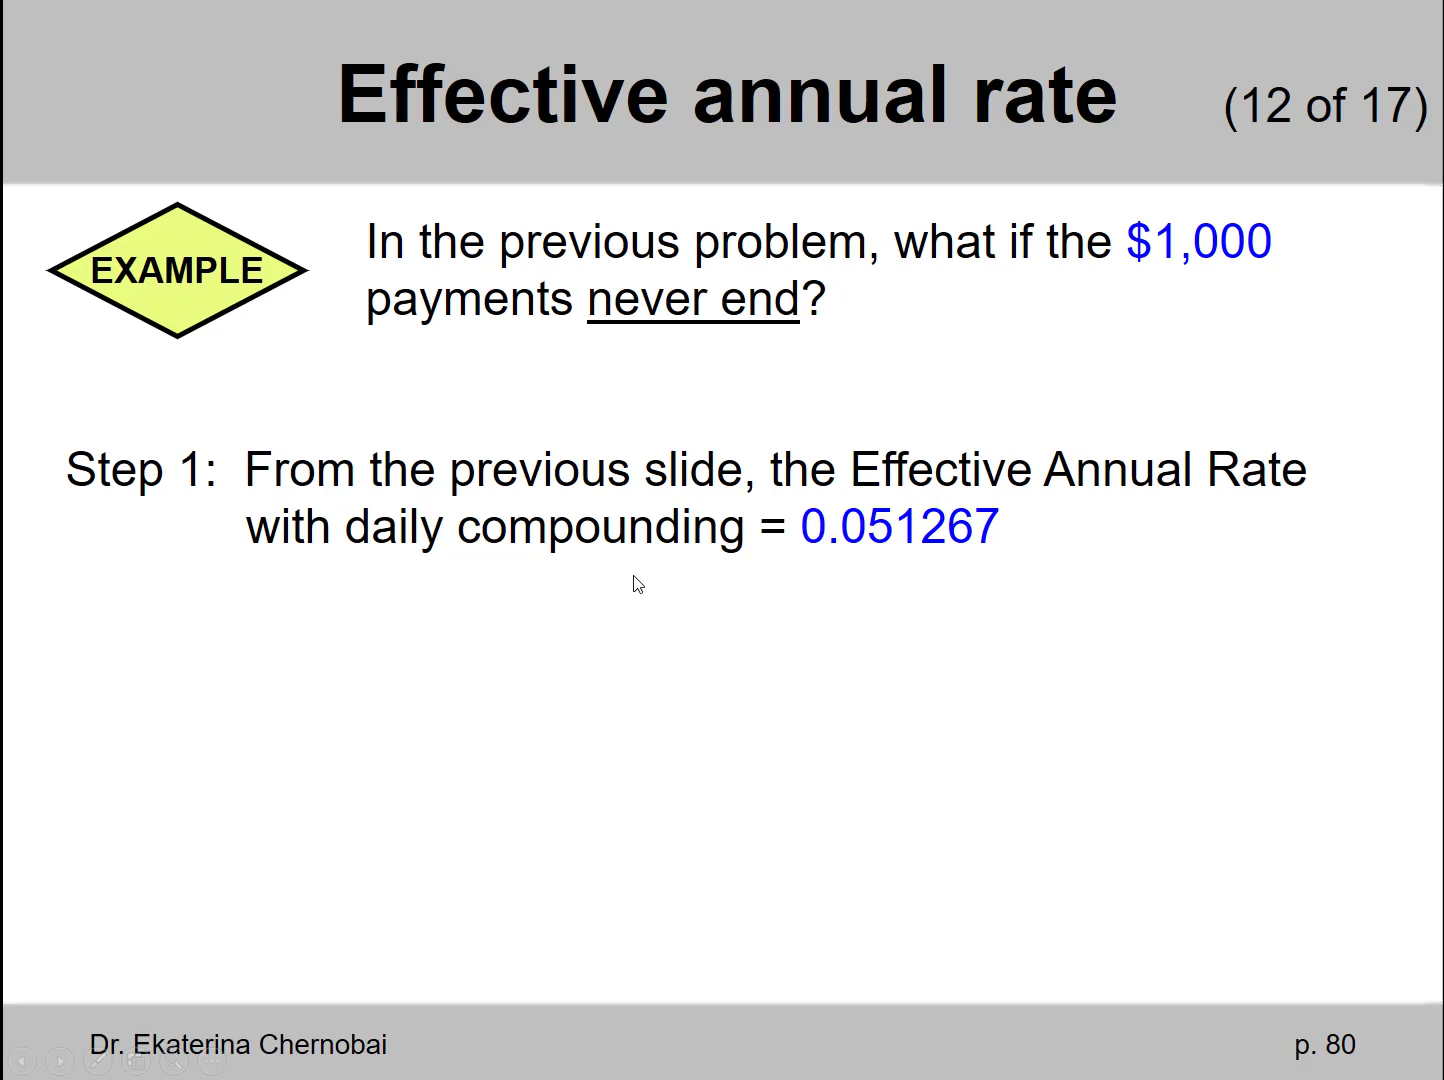 Effective annual rate (12 of 17)
EXAMPLE
In the previous problem, what if the $1,000
payments never end?
Step 1: From the previous slide, the Effective Annual Rate
with daily compounding = 0.051267
Dr. Ekaterina Chernobai
p. 80